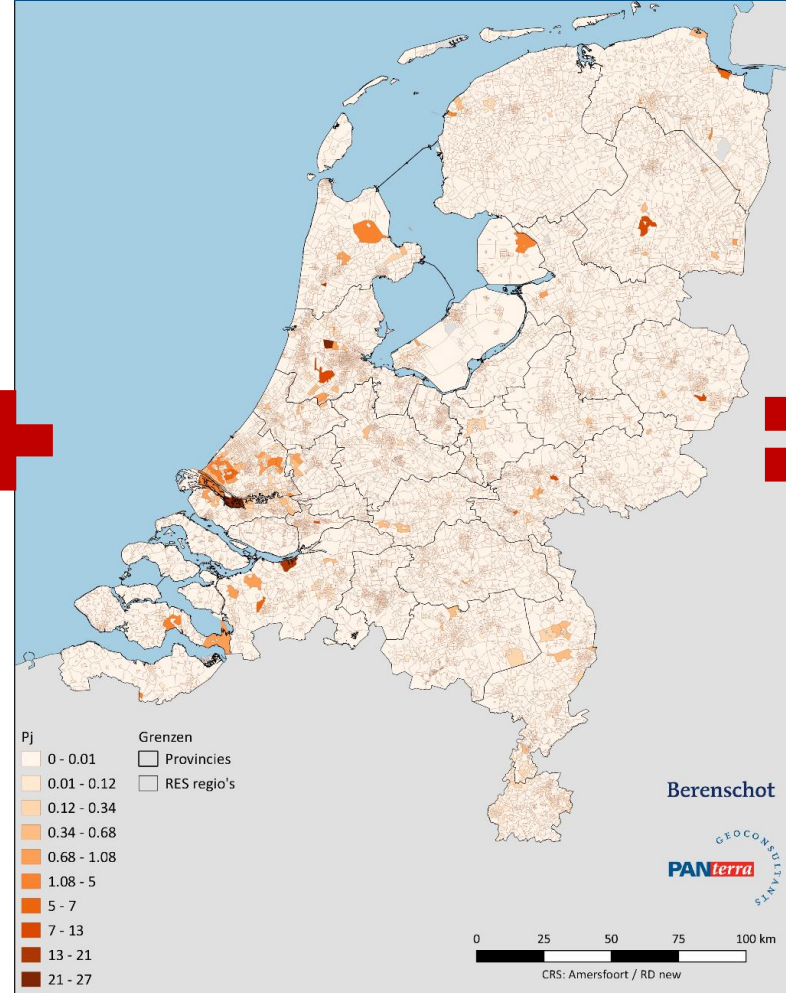 Pj
0 - 0.01
0.01 - 0.12
0.12 - 0.34
0.34 - 0.68
0.68 - 1.08
1.08 - 5
5 - 7
7 - 13
13 - 21
21 - 27
Grenzen
Provincies
RES regio's
Berenschot
GEOCONSULTANTS
PANterra
0 25 50 75 100 km
CRS: Amersfoort / RD new